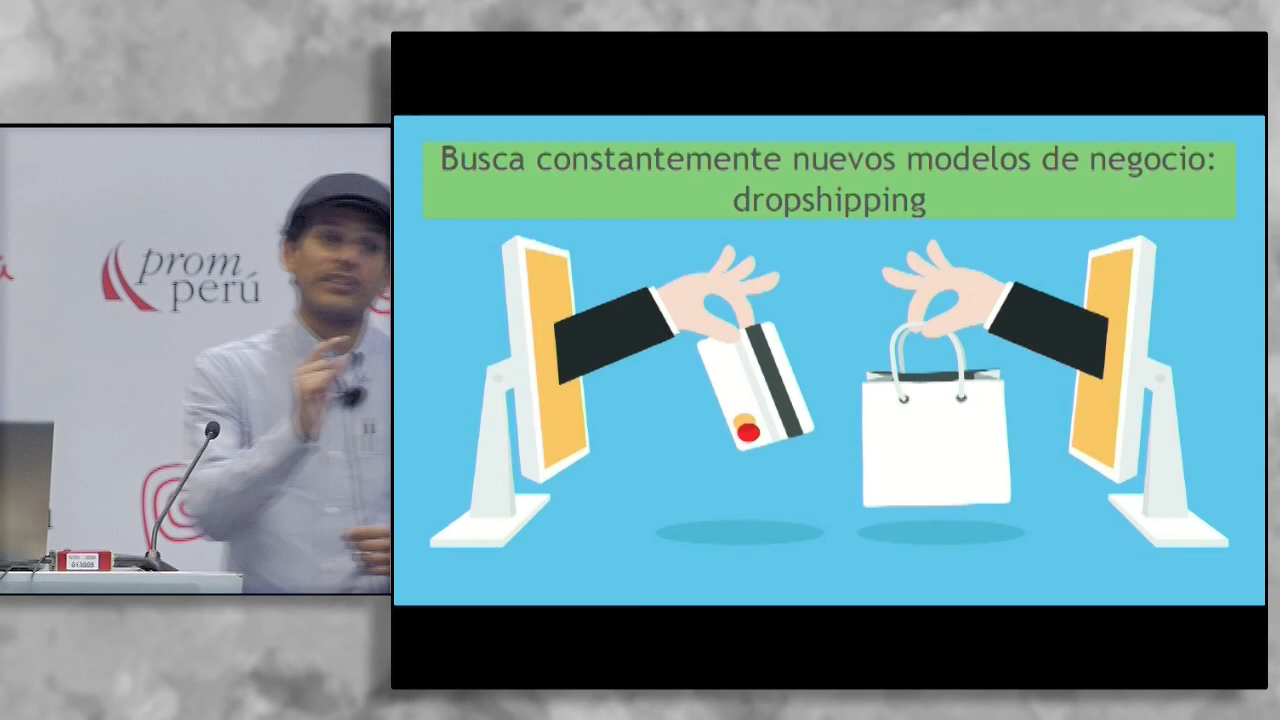 prom
perú
Busca constantemente nuevos modelos de negocio:
dropshipping